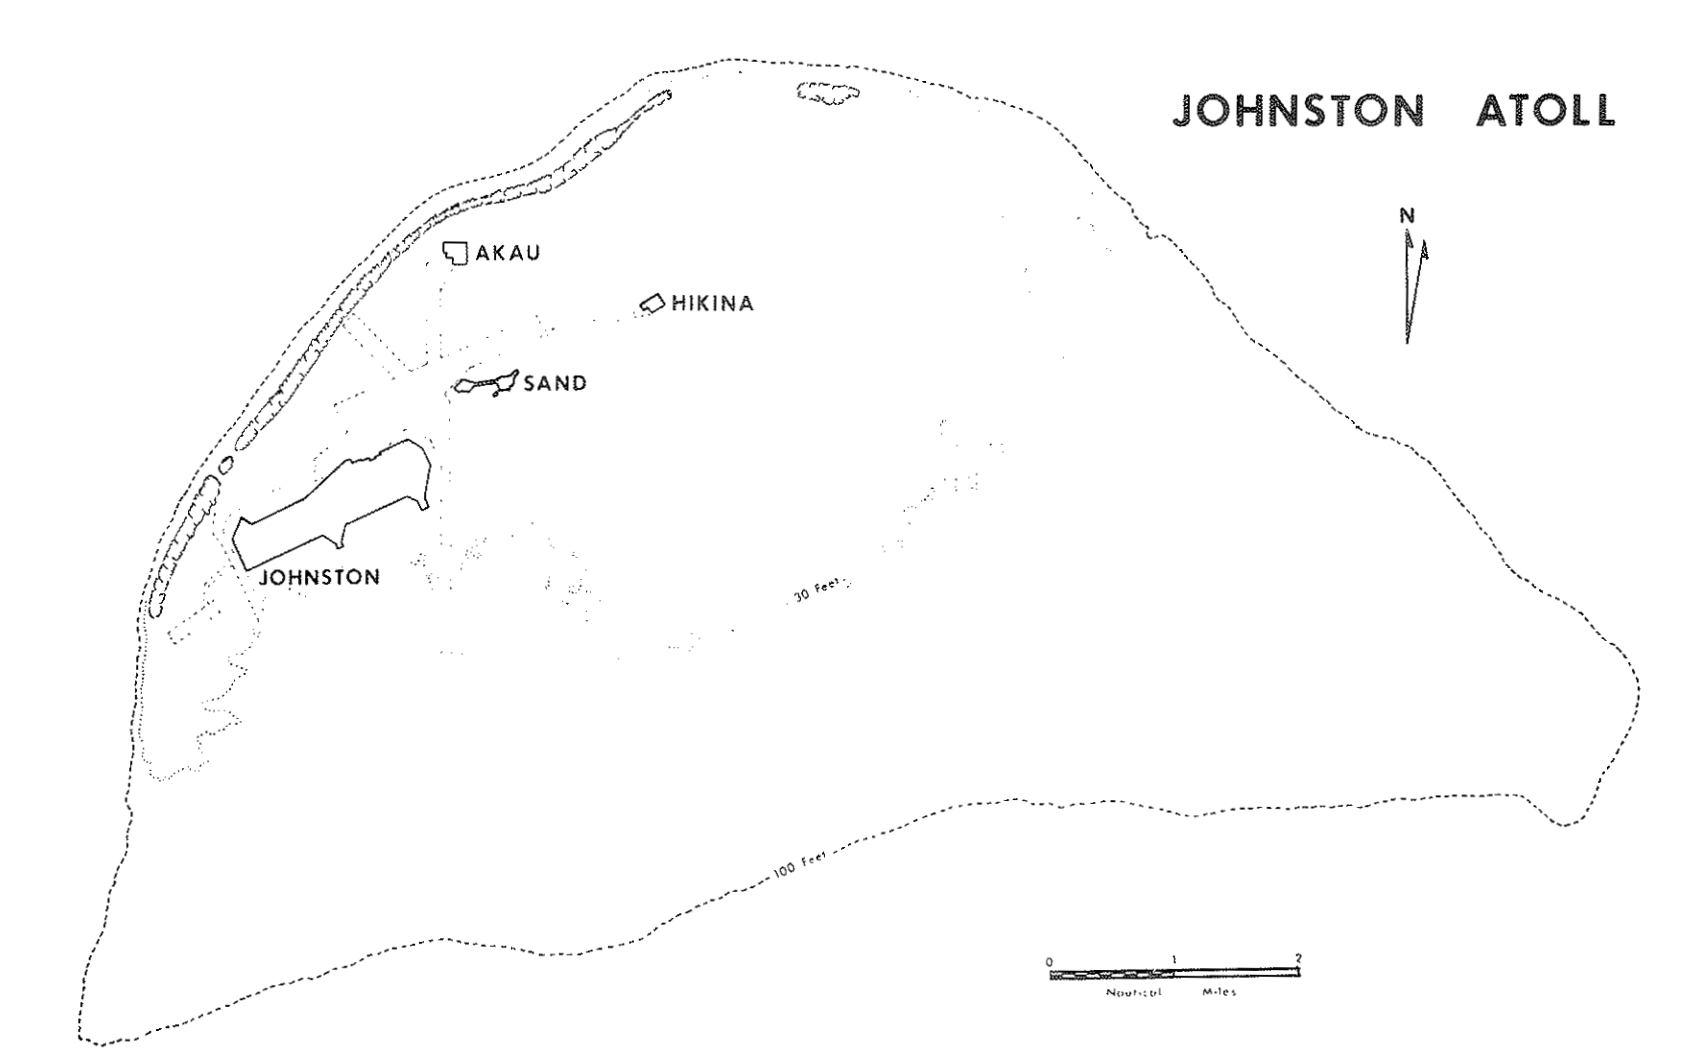 JOHNSTON ATOLL
N
AKAU
HIKINA
SAND
JOHNSTON
30 Feet
100 Feet
0 1 2
Nautical Miles